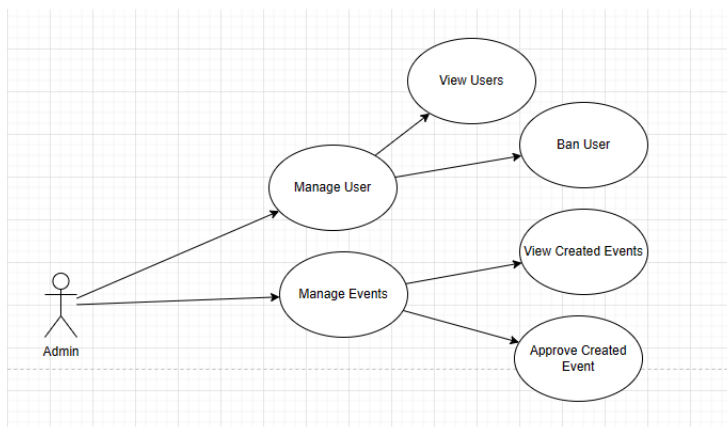 View Users
Ban User
Manage User
View Created Events
Manage Events
Admin
Approve Created
Event